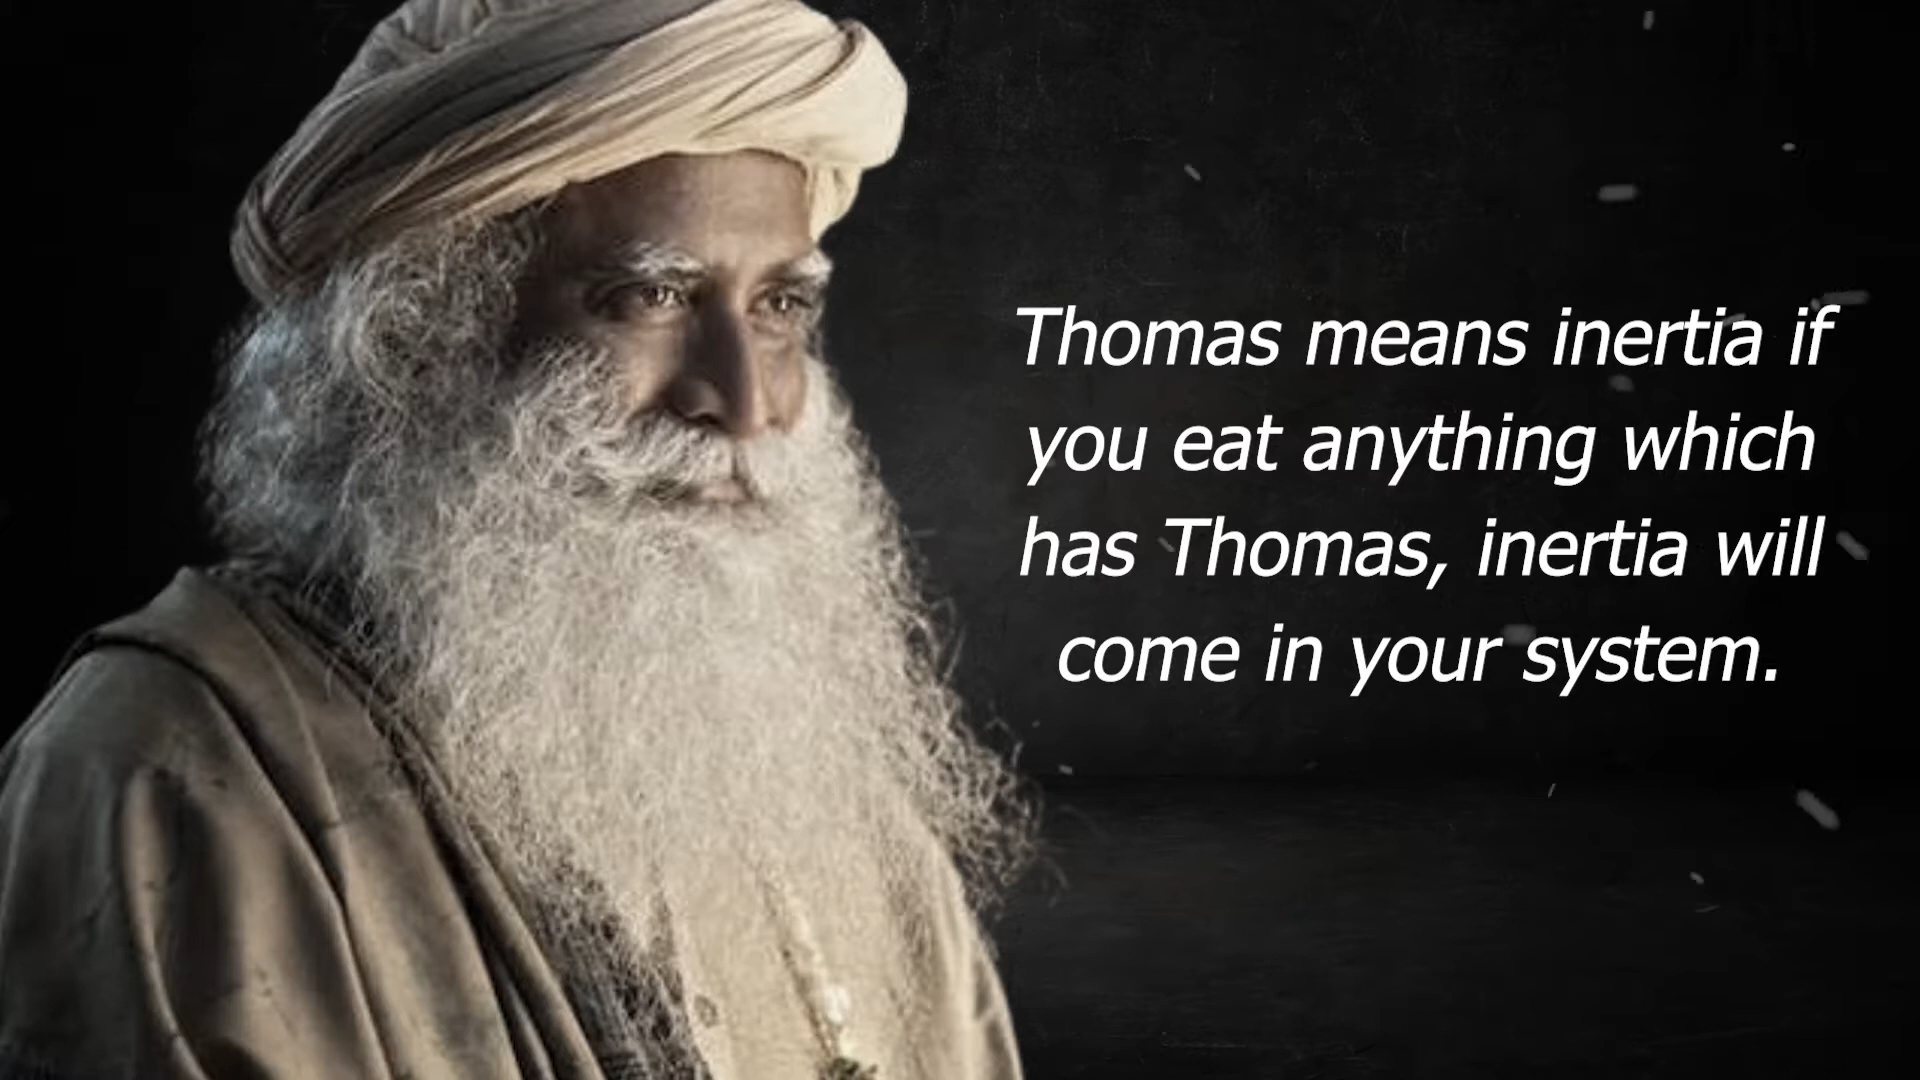 Thomas means inertia if
you eat anything which
has Thomas, inertia will
come in your system.